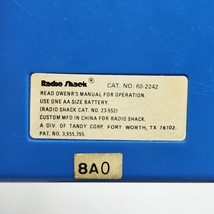 Radio Shack® CAT. NO. 60-2242
READ OWENR'S MANUAL FOR OPERATION.
USE ONE AA SIZE BATTERY.
(RADIO SHACK CAT. NO. 23-552)
CUSTOM MFD IN CHINA FOR RADIO SHACK.
A DIV. OF TANDY CORP. FORT WORTH, TX 76102.
PAT. NO. 3,955,355.
8A0